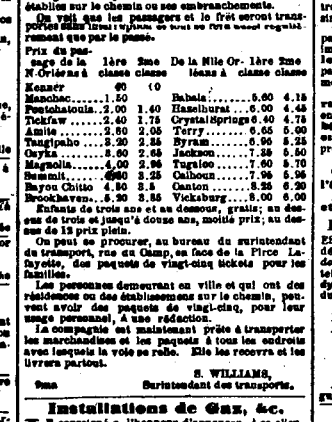 établies sur le chemin ou ses embranchements.
On voit que les passagers et le frêt seront trans-
portés sans
rement que par le passé.
Prix du pas-
sage de la 1ère 2me De la Nlle Or- 1ère 2me
N-Orléans à classe classe léans à classe classe
Kenner
Manchac......1.50 Bahala......5.60 4.15
Pontchatoula..2.00 1.40 Hazelhurst...6.00 4.45
Tickfaw......2.40 1.75 Crystal Springs 6.40 4.75
Amite........2.80 2.05 Terry........6.65 5.00
Tangipaho....3.20 2.35 Byram........6.95 5.25
Osyka........3.60 2.65 Jackson......7.35 5.50
Magnolia.....4.00 2.95 Tugaloo......7.60 5.70
Summit....... 3.25 Calhoun......7.95 5.95
Bayou Chitto 4.80 3.5 Canton.......8.25 6.20
Brookhaven...5.20 3.85 Vicksburg....8.00 6.00
Enfants de trois ans et au dessous, gratis; au des-
sus de trois et jusqu'à douze ans, moitié prix; au des-
sus de 12 prix plein.
On peut se procurer, au bureau du surintendant
du transport, rue du Camp, en face de la Place La-
fayette, des paquets de vingt-cinq tickets pour les
familles.
Les personnes demeurant en ville et qui ont des
résidences ou des établissements sur le chemin, peu-
vent avoir des paquets de vingt-cinq, pour leur
usage personnel, à une réduction.
La compagnie est maintenant prête à transporter
les marchandises et les paquets à tous les endroits
avec lesquels la voie se relie. Elle les recevra et les
livrera partout.
S. WILLIAMS,
9ma Surintendant des transports.
Installations de Gaz, &c.